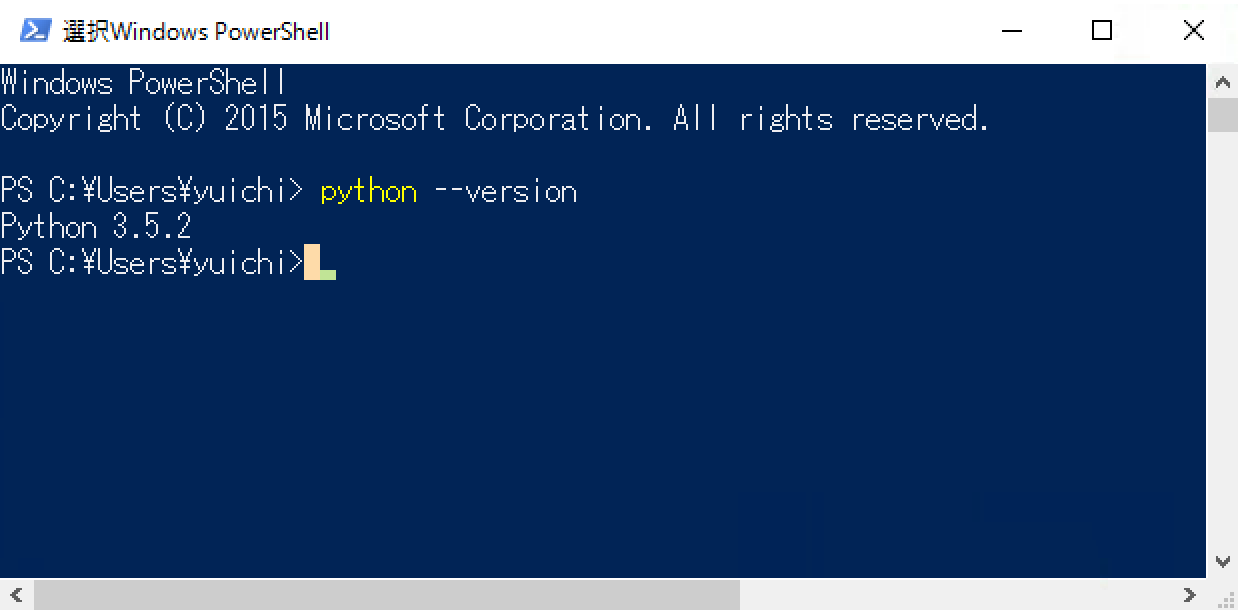 選択Windows PowerShell
Windows PowerShell
Copyright (C) 2015 Microsoft Corporation. All rights reserved.
PS C:¥Users¥yuichi> python --version
Python 3.5.2
PS C:¥Users¥yuichi>